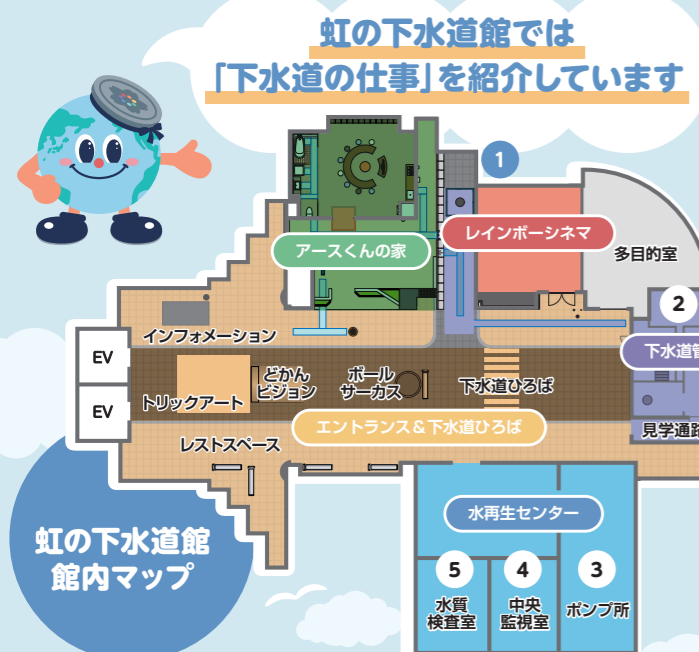 虹の下水道館では
「下水道の仕事」を紹介しています
1
レインボーシネマ
アースくんの家
多目的室
2
インフォメーション
下水道管
EV
どかん
ビジョン
ボール
サーカス
下水道ひろば
EV
トリックアート
エントランス&下水道ひろば
見学通路
レストスペース
水再生センター
虹の下水道館
館内マップ
5
水質
検査室
4
中央
監視室
3
ポンプ所